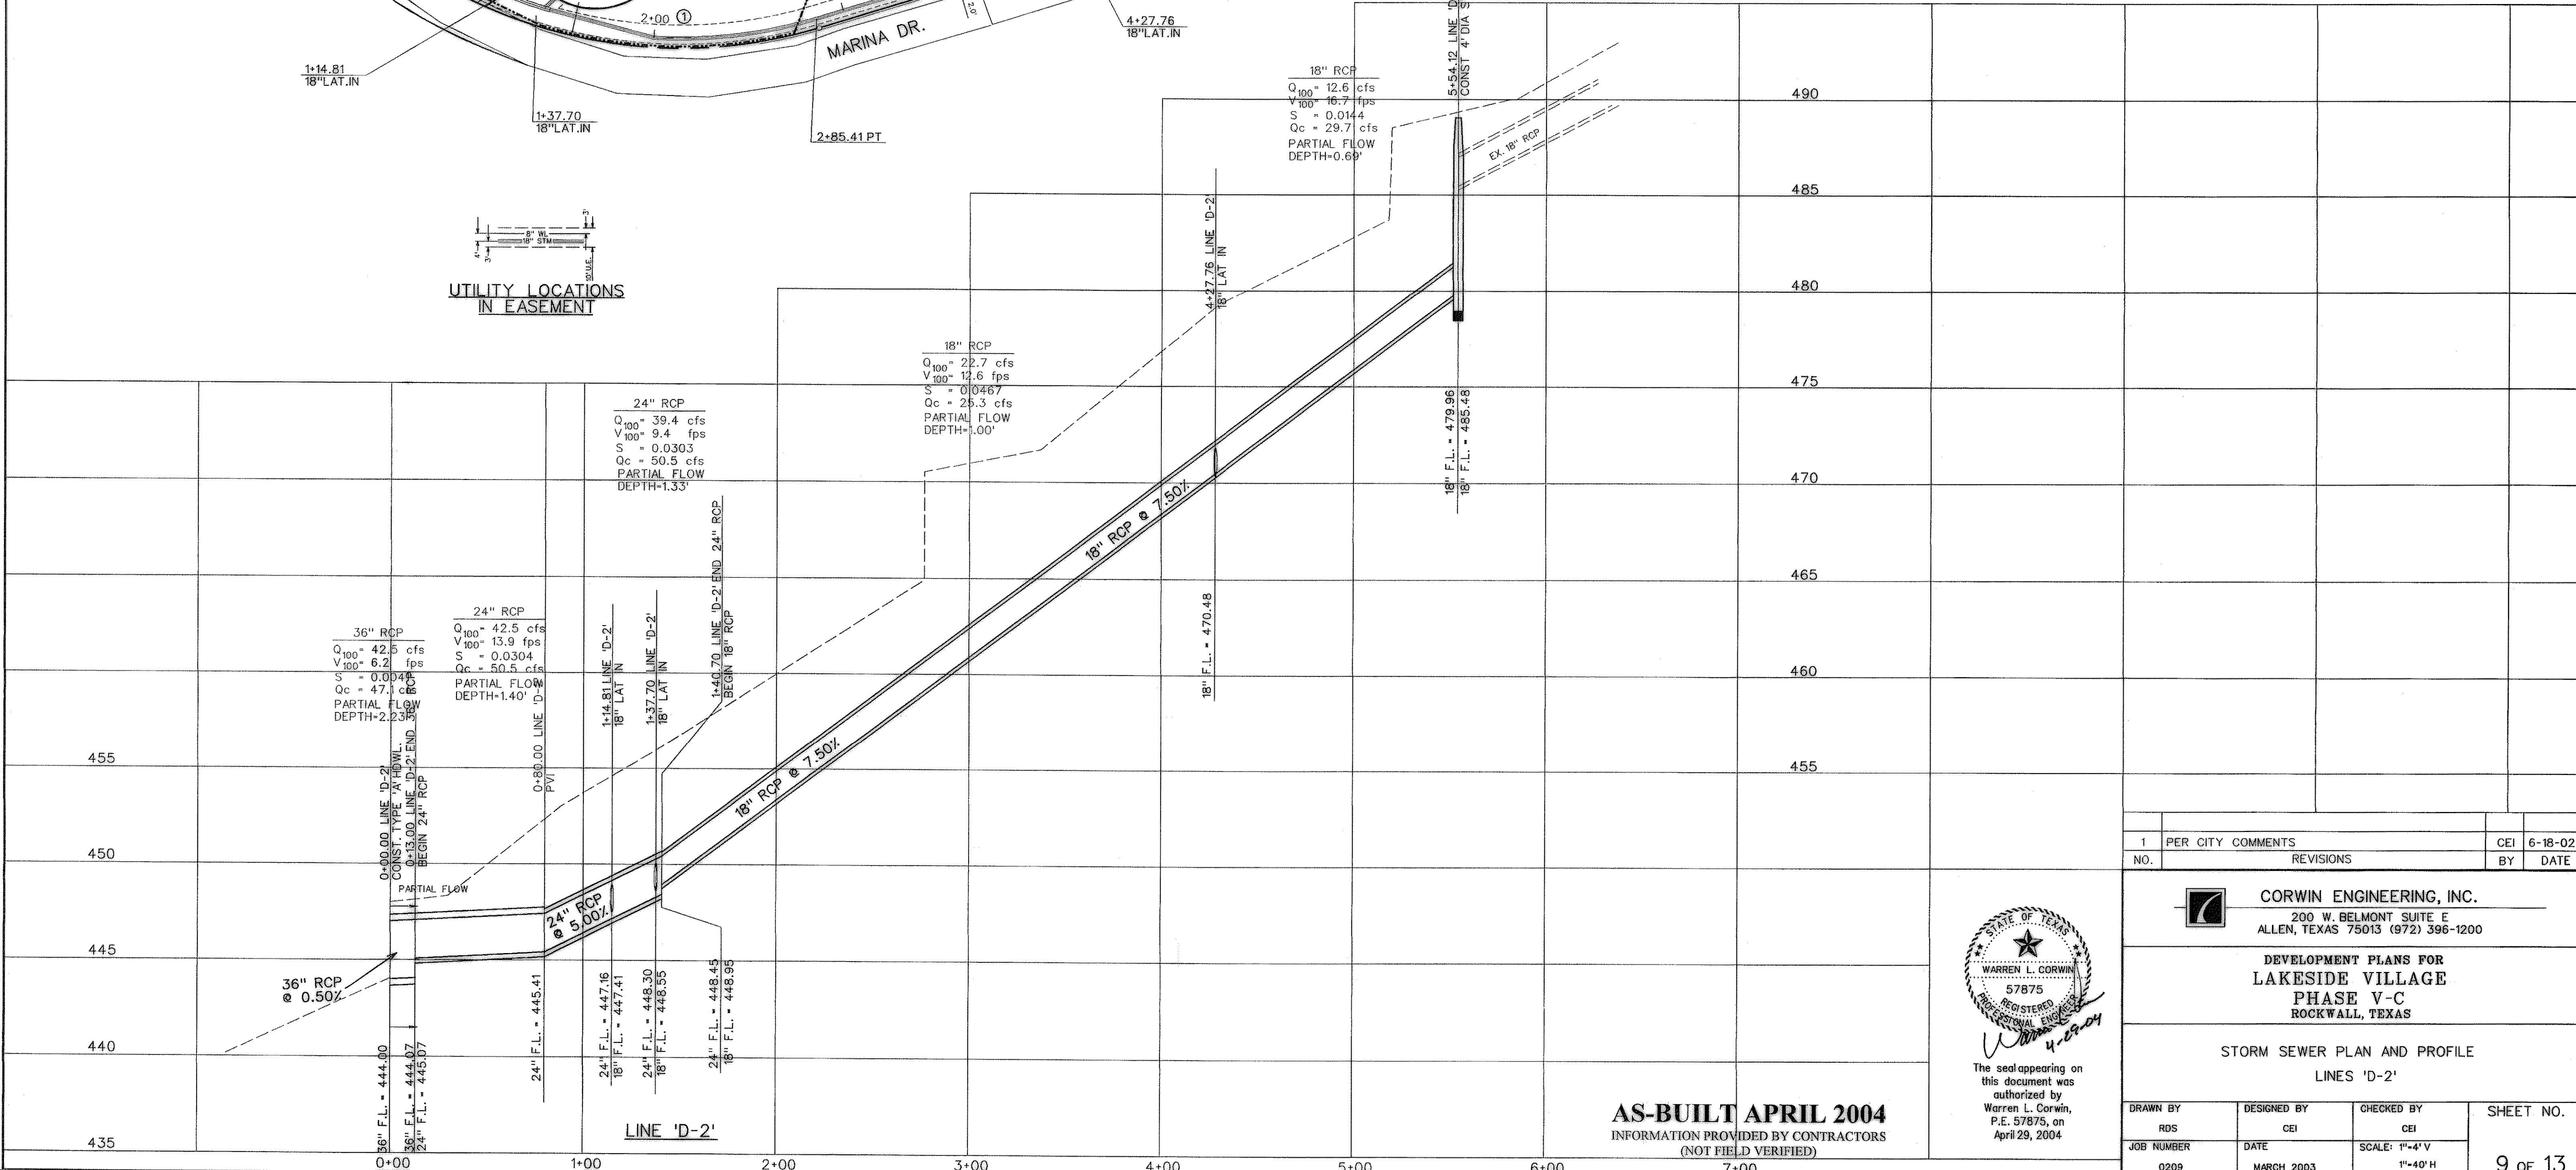 2+00 ①
2.0'
MARINA DR.
4+27.76
18"LAT.IN
1+14.81
18"LAT.IN
1+37.70
18"LAT.IN
2+85.41 PT
8" WL
18" STM
3'
4'
3'
10' U.E.
UTILITY LOCATIONS
IN EASEMENT
18" RCP
Q100= 12.6 cfs
V100= 16.7 fps
S = 0.0144
Qc = 29.7 cfs
PARTIAL FLOW
DEPTH=0.69'
5+54.12 LINE 'D
CONST 4' DIA S
EX. 18" RCP
490
485
480
475
470
465
460
455
4+27.76 LINE 'D-2'
18" LAT IN
18" RCP
Q100= 22.7 cfs
V100= 12.6 fps
S = 0.0467
Qc = 25.3 cfs
PARTIAL FLOW
DEPTH=1.00'
24" RCP
Q100= 39.4 cfs
V100= 9.4 fps
S = 0.0303
Qc = 50.5 cfs
PARTIAL FLOW
DEPTH=1.33'
18" F.L. = 479.96
18" F.L. = 485.48
18" RCP @ 7.50%
18" F.L. = 470.48
24" RCP
Q100= 42.5 cfs
V100= 13.9 fps
S = 0.0304
Qc = 50.5 cfs
PARTIAL FLOW
DEPTH=1.40'
36" RCP
Q100= 42.5 cfs
V100= 6.2 fps
Qc = 47.1 cfs
PARTIAL FLOW
DEPTH=2.23'
0+00.00 LINE 'D-2'
CONST. TYPE 'A' HDWL.
0+13.00 LINE 'D-2' END 36" RCP
BEGIN 24" RCP
0+80.00 LINE 'D-2'
PVI
1+14.81 LINE 'D-2'
18" LAT IN
1+37.70 LINE 'D-2'
18" LAT IN
1+40.70 LINE 'D-2' END 24" RCP
BEGIN 18" RCP
18" RCP @ 7.50%
455
450
445
440
435
PARTIAL FLOW
24" RCP
@ 5.00%
36" RCP
@ 0.50%
36" F.L. = 444.00
36" F.L. = 444.07
24" F.L. = 445.07
24" F.L. = 445.41
24" F.L. = 447.16
18" F.L. = 447.41
24" F.L. = 448.30
18" F.L. = 448.55
24" F.L. = 448.45
18" F.L. = 448.95
LINE 'D-2'
0+00 1+00 2+00 3+00 4+00 5+00 6+00 7+00
AS-BUILT APRIL 2004
INFORMATION PROVIDED BY CONTRACTORS
(NOT FIELD VERIFIED)
STATE OF TEXAS
WARREN L. CORWIN
57875
REGISTERED
PROFESSIONAL ENGINEER
4-29-04
The seal appearing on
this document was
authorized by
Warren L. Corwin,
P.E. 57875, on
April 29, 2004
1 PER CITY COMMENTS CEI 6-18-02
NO. REVISIONS BY DATE
CORWIN ENGINEERING, INC.
200 W. BELMONT SUITE E
ALLEN, TEXAS 75013 (972) 396-1200
DEVELOPMENT PLANS FOR
LAKESIDE VILLAGE
PHASE V-C
ROCKWALL, TEXAS
STORM SEWER PLAN AND PROFILE
LINES 'D-2'
DRAWN BY DESIGNED BY CHECKED BY SHEET NO.
RDS CEI CEI
JOB NUMBER DATE SCALE: 1"=4' V
0209 MARCH 2003 1"=40' H 9 OF 13